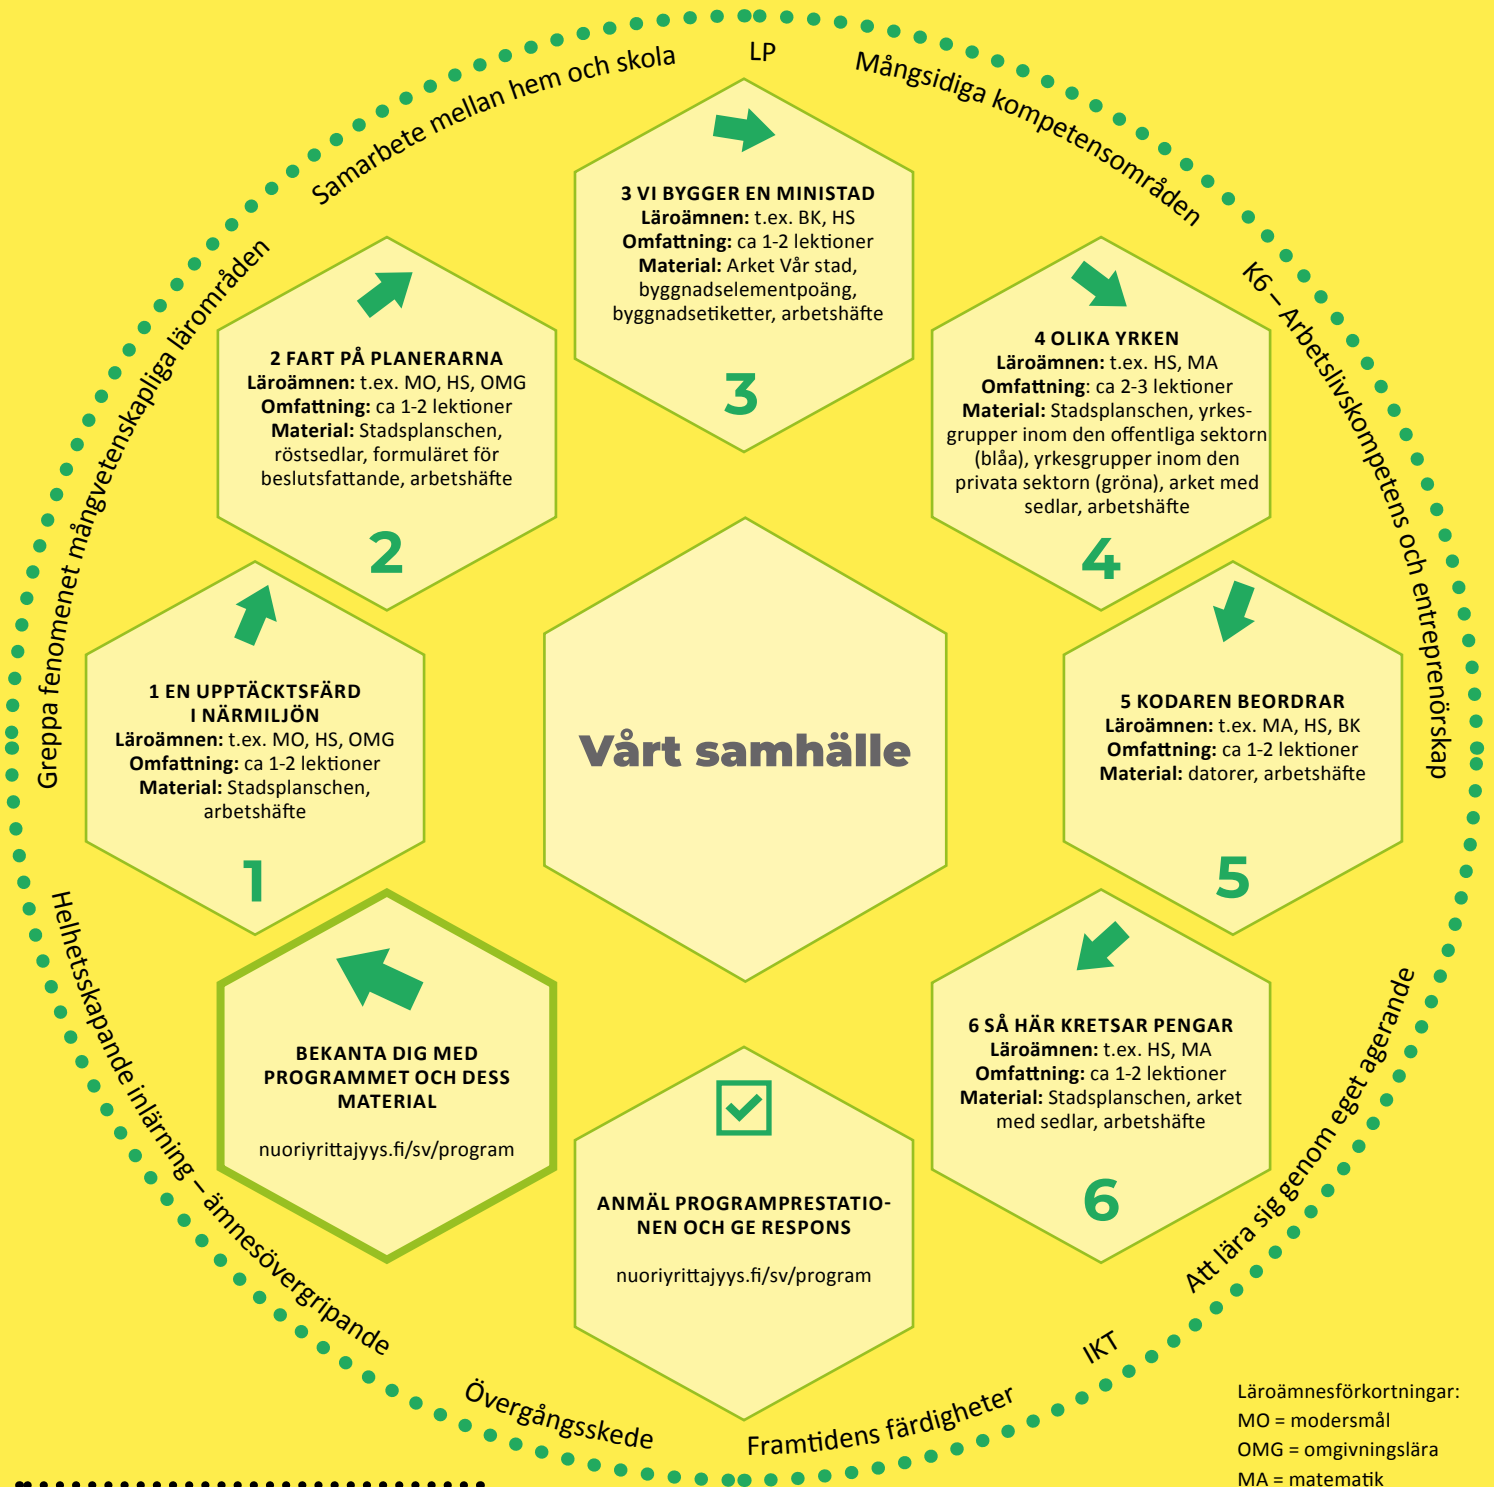 LP
Mångsidiga kompetensområden
K6 – Arbetslivskompetens och entreprenörskap
Att lära sig genom eget agerande
IKT
Framtidens färdigheter
Övergångsskede
Helhetsskapande inlärning – ämnesövergripande
Greppa fenomenet mångvetenskapliga lärområden
Samarbete mellan hem och skola
BEKANTA DIG MED
PROGRAMMET OCH DESS
MATERIAL
nuoriyrittajyys.fi/sv/program
1 EN UPPTÄCKTSFÄRD
I NÄRMILJÖN
Läroämnen: t.ex. MO, HS, OMG
Omfattning: ca 1-2 lektioner
Material: Stadsplanschen,
arbetshäfte
1
2 FART PÅ PLANERARNA
Läroämnen: t.ex. MO, HS, OMG
Omfattning: ca 1-2 lektioner
Material: Stadsplanschen,
röstsedlar, formuläret för
beslutsfattande, arbetshäfte
2
3 VI BYGGER EN MINISTAD
Läroämnen: t.ex. BK, HS
Omfattning: ca 1-2 lektioner
Material: Arket Vår stad,
byggnadselementpoäng,
byggnadsetiketter, arbetshäfte
3
4 OLIKA YRKEN
Läroämnen: t.ex. HS, MA
Omfattning: ca 2-3 lektioner
Material: Stadsplanschen, yrkes-
grupper inom den offentliga sektorn
(blåa), yrkesgrupper inom den
privata sektorn (gröna), arket med
sedlar, arbetshäfte
4
5 KODAREN BEORDRAR
Läroämnen: t.ex. MA, HS, BK
Omfattning: ca 1-2 lektioner
Material: datorer, arbetshäfte
5
6 SÅ HÄR KRETSAR PENGAR
Läroämnen: t.ex. HS, MA
Omfattning: ca 1-2 lektioner
Material: Stadsplanschen, arket
med sedlar, arbetshäfte
6
ANMÄL PROGRAMPRESTATIO-
NEN OCH GE RESPONS
nuoriyrittajyys.fi/sv/program
Vårt samhälle
Läroämnesförkortningar:
MO = modersmål
OMG = omgivningslära
MA = matematik